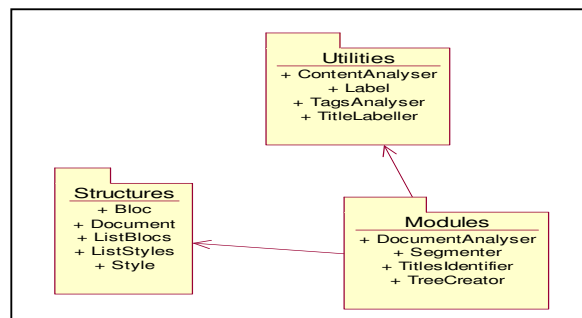 Utilities
+ ContentAnalyser
+ Label
+ TagsAnalyser
+ TitleLabeller
Structures
+ Bloc
+ Document
+ ListBlocs
+ ListStyles
+ Style
Modules
+ DocumentAnalyser
+ Segmenter
+ TitlesIdentifier
+ TreeCreator